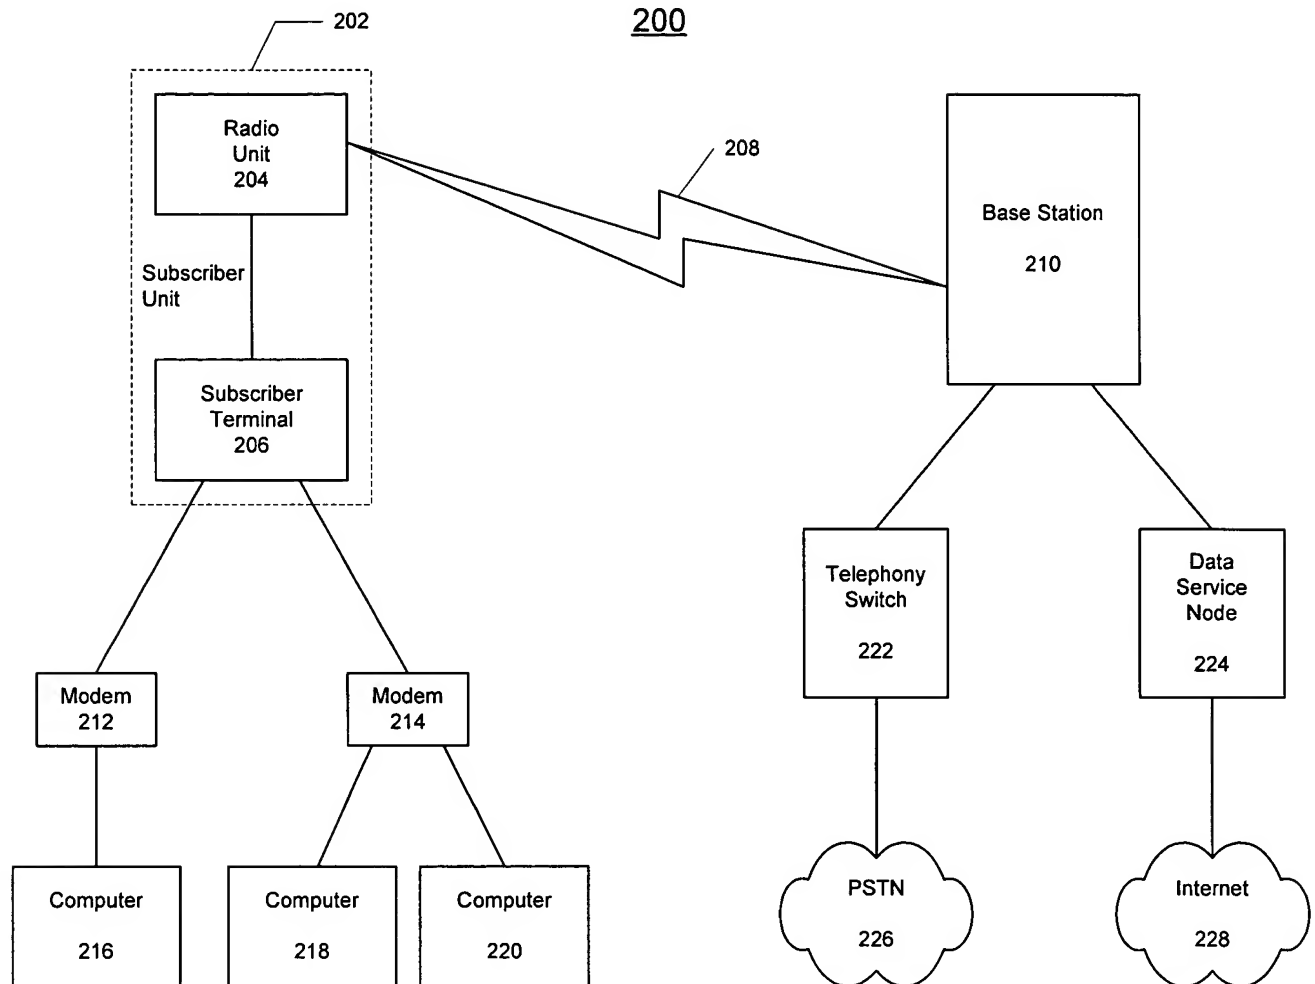 200
202
Radio
Unit
204
208
Base Station
210
Subscriber
Unit
Subscriber
Terminal
206
Telephony
Switch
222
Data
Service
Node
224
Modem
212
Modem
214
Computer
216
Computer
218
Computer
220
PSTN
226
Internet
228